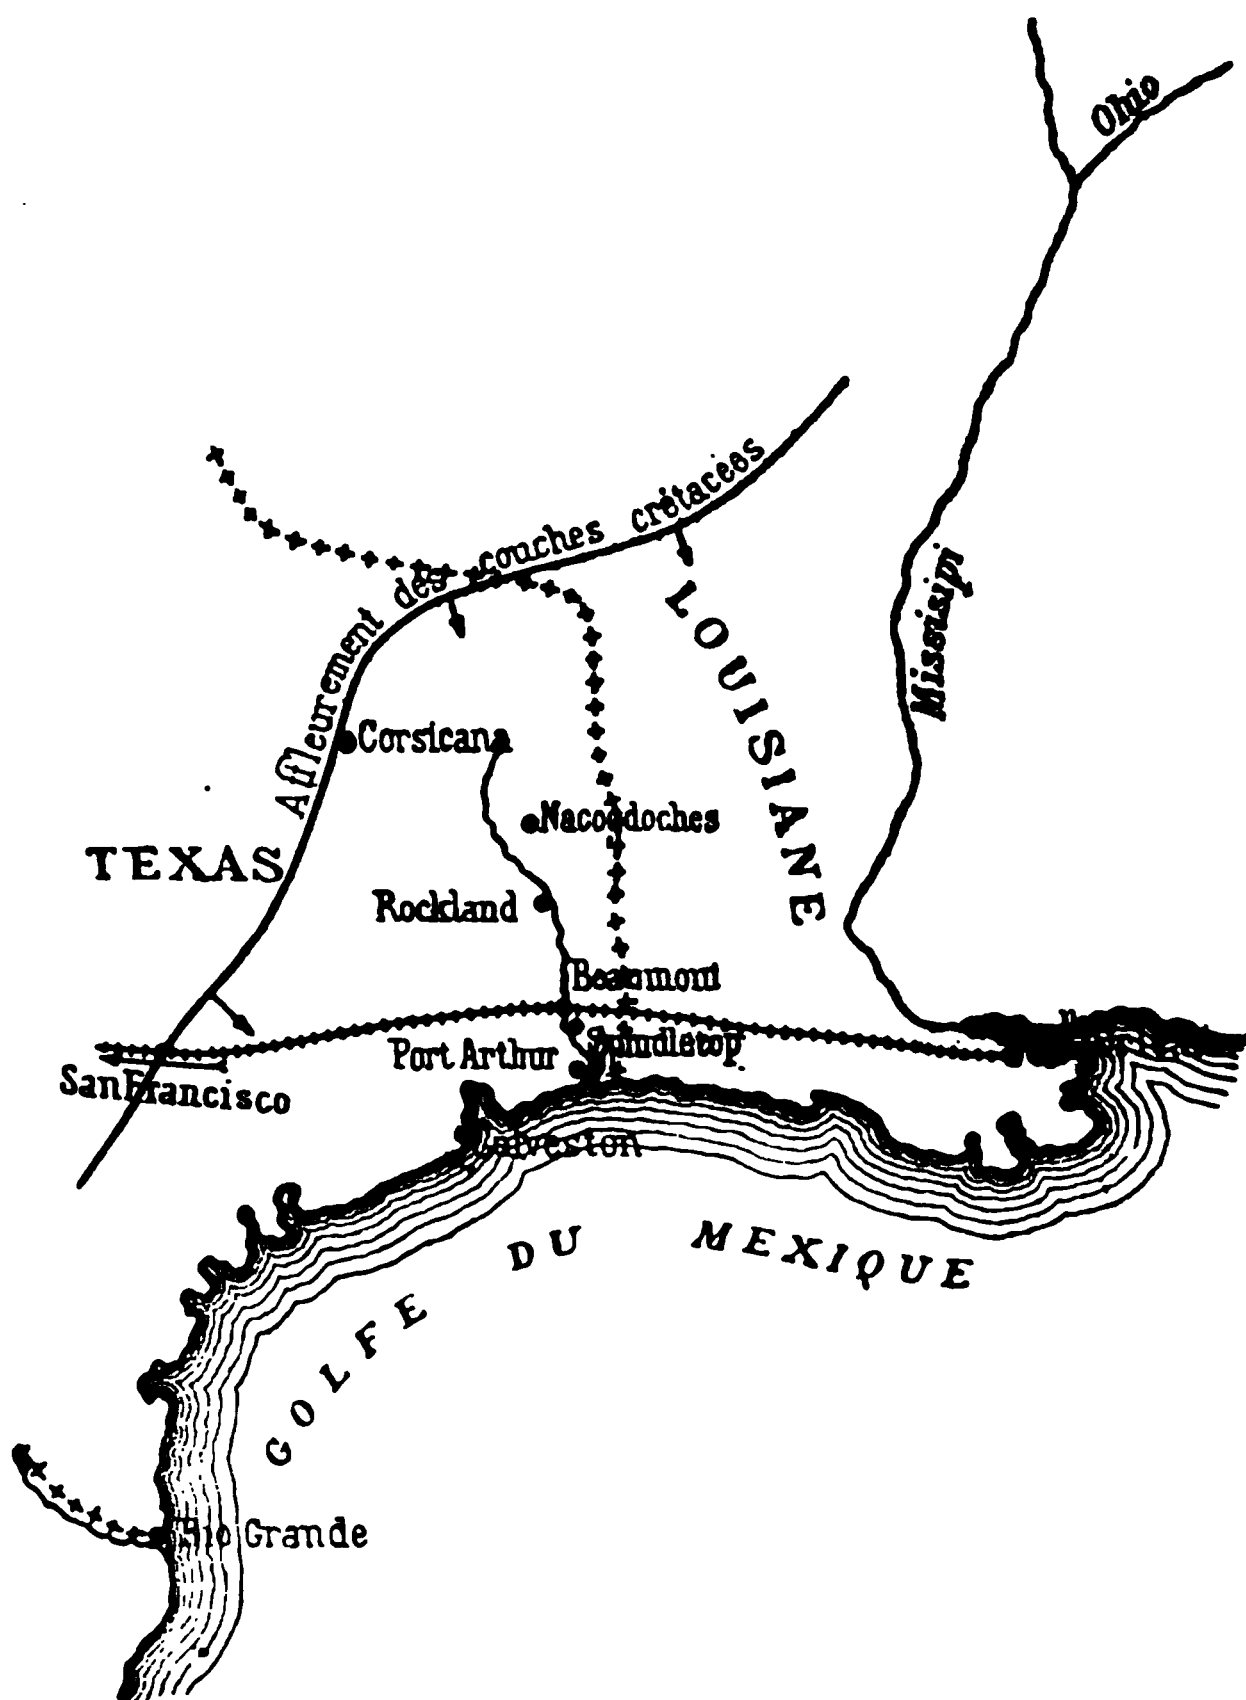 Ohio
Affleurement des couches crétacées
LOUISIANE
Missisipi
Corsicana
Nacogdoches
TEXAS
Rockland
Beaumont
Port Arthur
Spindletop
San Francisco
Galveston
GOLFE DU MEXIQUE
Rio Grande